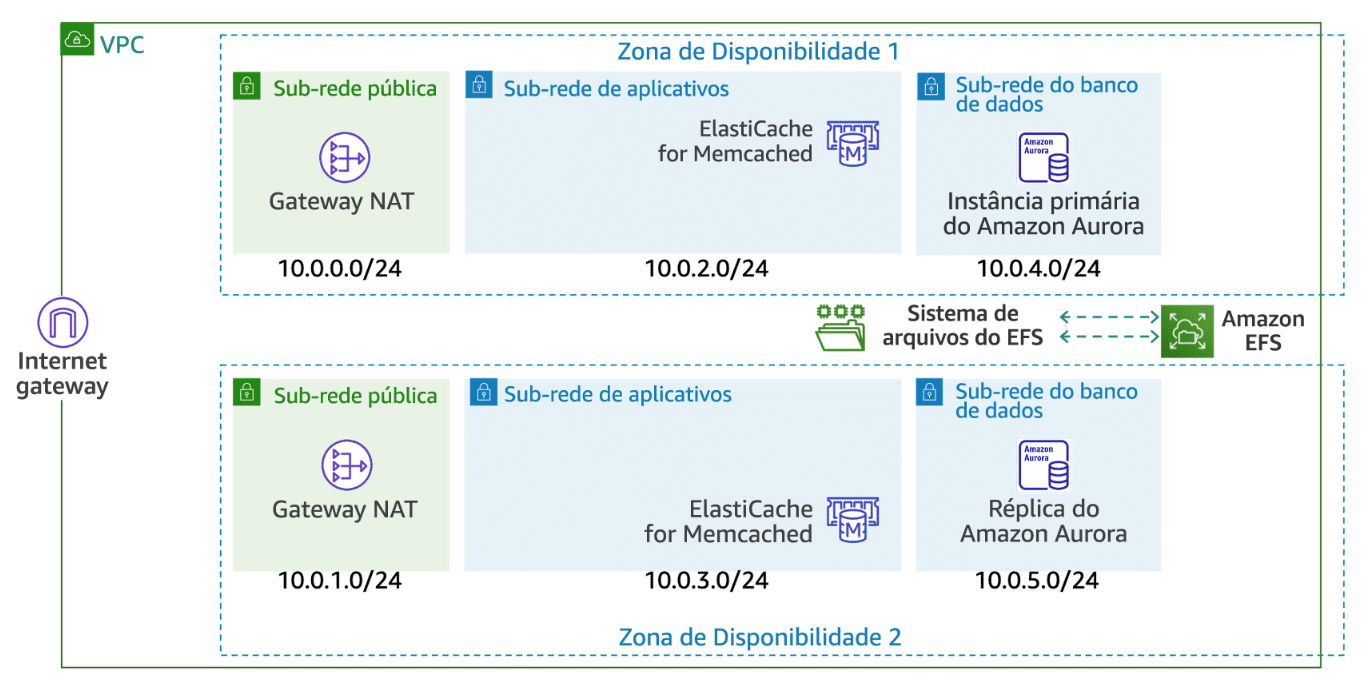 VPC
Zona de Disponibilidade 1
Sub-rede pública
Gateway NAT
10.0.0.0/24
Sub-rede de aplicativos
ElastiCache
for Memcached
M
10.0.2.0/24
Sub-rede do banco
de dados
Amazon
Aurora
Instância primária
do Amazon Aurora
10.0.4.0/24
Internet
gateway
Sistema de
arquivos do EFS
Amazon
EFS
Sub-rede pública
Gateway NAT
10.0.1.0/24
Sub-rede de aplicativos
ElastiCache
for Memcached
M
10.0.3.0/24
Sub-rede do banco
de dados
Amazon
Aurora
Réplica do
Amazon Aurora
10.0.5.0/24
Zona de Disponibilidade 2